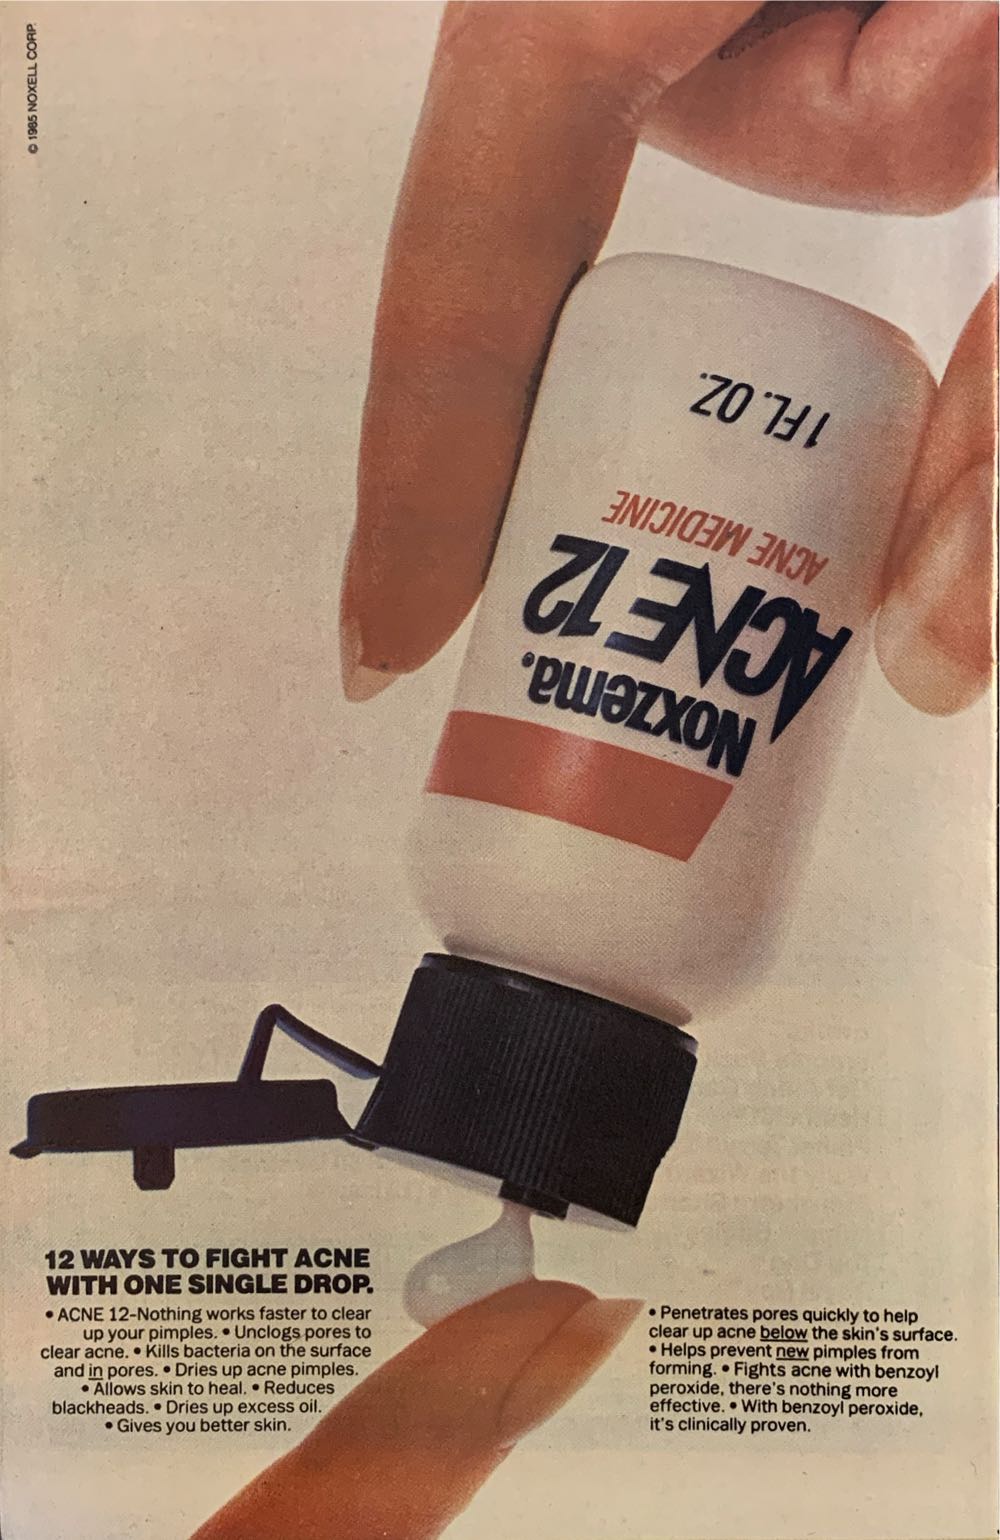 © 1985 NOXELL CORP.
Noxzema®
ACNE 12
ACNE MEDICINE
1 FL. OZ.
12 WAYS TO FIGHT ACNE
WITH ONE SINGLE DROP.
• ACNE 12–Nothing works faster to clear
up your pimples. • Unclogs pores to
clear acne. • Kills bacteria on the surface
and in pores. • Dries up acne pimples.
• Allows skin to heal. • Reduces
blackheads. • Dries up excess oil.
• Gives you better skin.
• Penetrates pores quickly to help
clear up acne below the skin's surface.
• Helps prevent new pimples from
forming. • Fights acne with benzoyl
peroxide, there's nothing more
effective. • With benzoyl peroxide,
it's clinically proven.